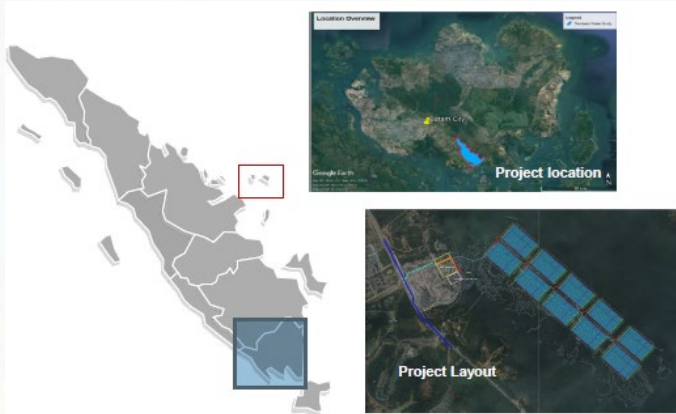 Location Overview
Legend
Batam City
Google Earth
N
Project location
Project Layout